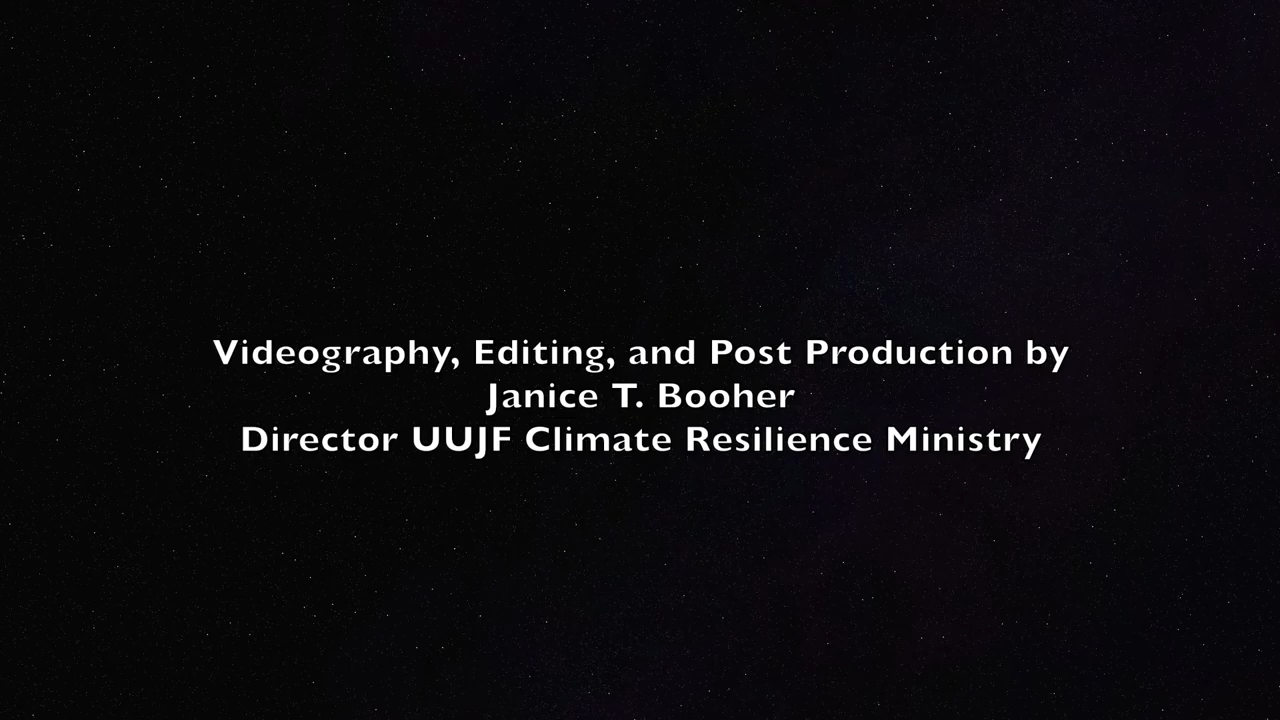 Videography, Editing, and Post Production by
Janice T. Booher
Director UUJF Climate Resilience Ministry